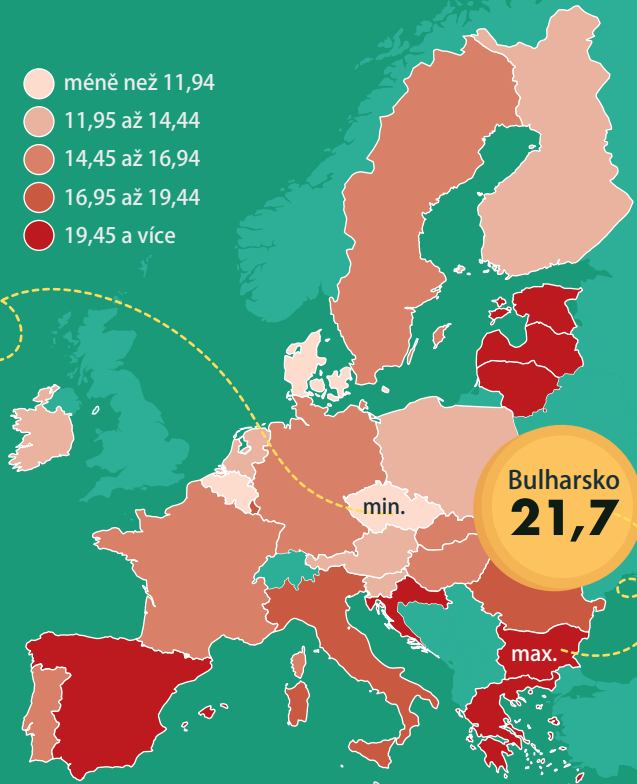 méně než 11,94
11,95 až 14,44
14,45 až 16,94
16,95 až 19,44
19,45 a více
min.
Bulharsko
21,7
max.